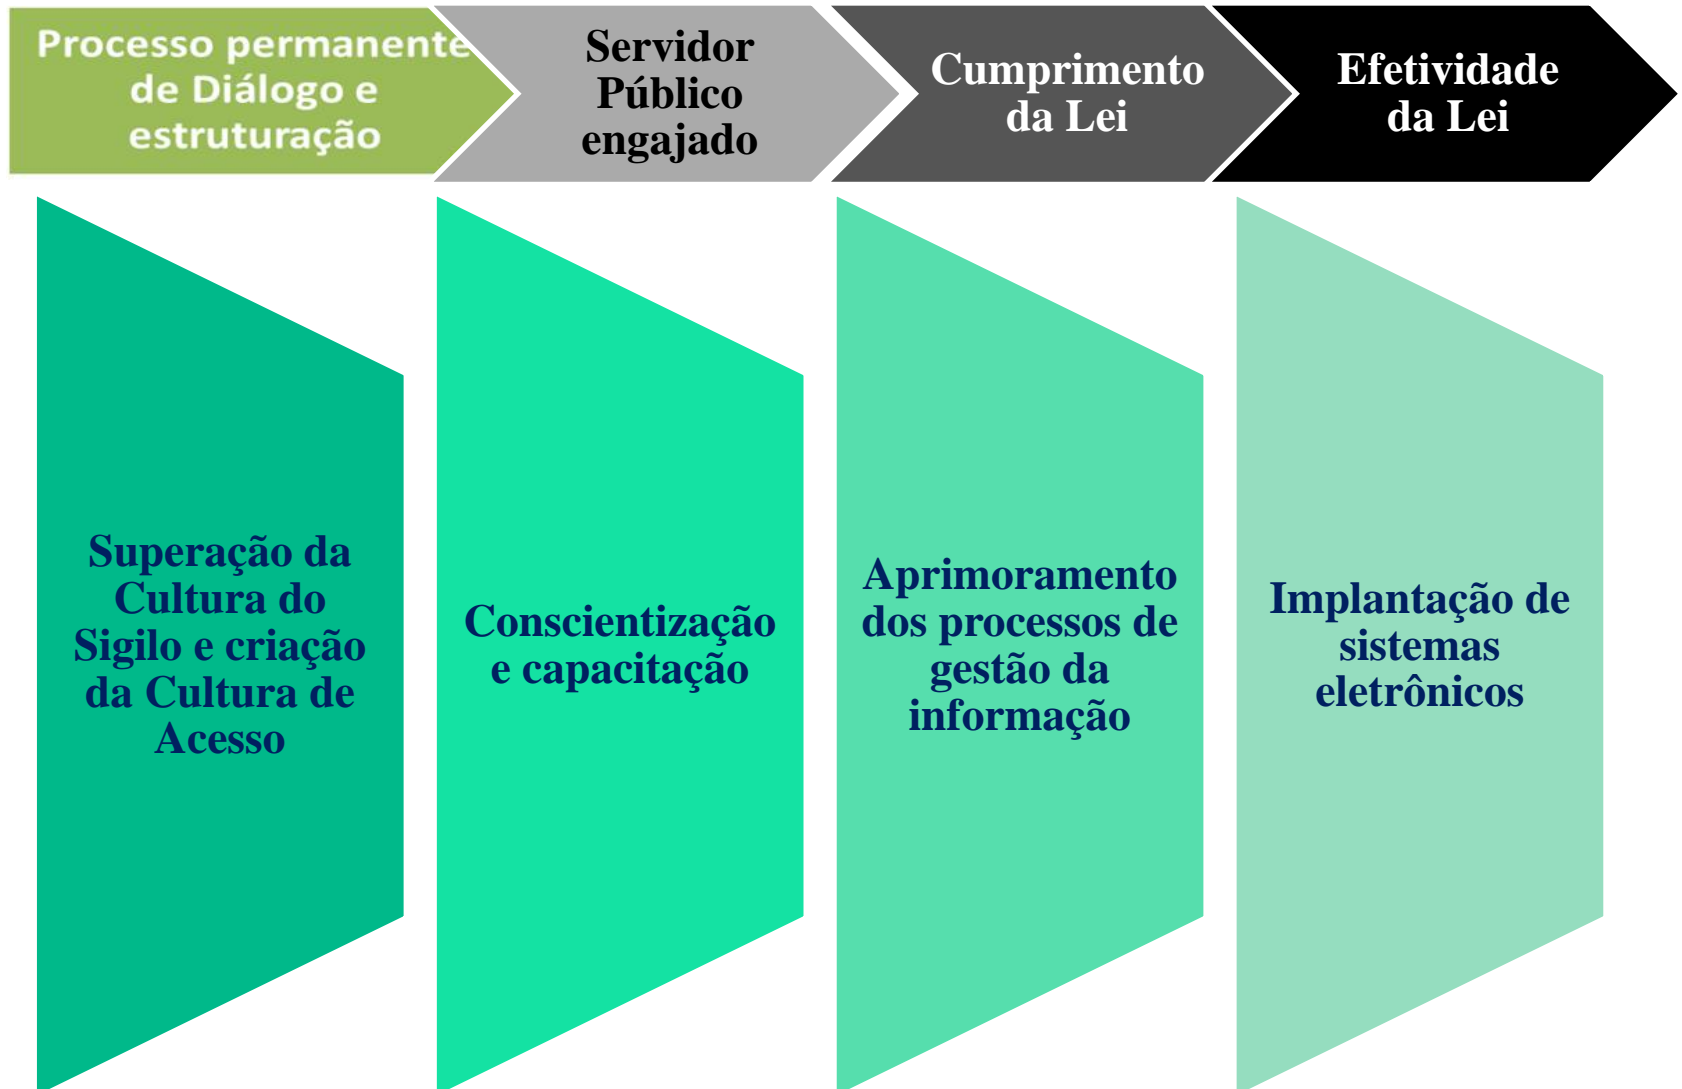 Processo permanente
de Diálogo e
estruturação
Servidor
Público
engajado
Cumprimento
da Lei
Efetividade
da Lei
Superação da
Cultura do
Sigilo e criação
da Cultura de
Acesso
Conscientização
e capacitação
Aprimoramento
dos processos de
gestão da
informação
Implantação de
sistemas
eletrônicos